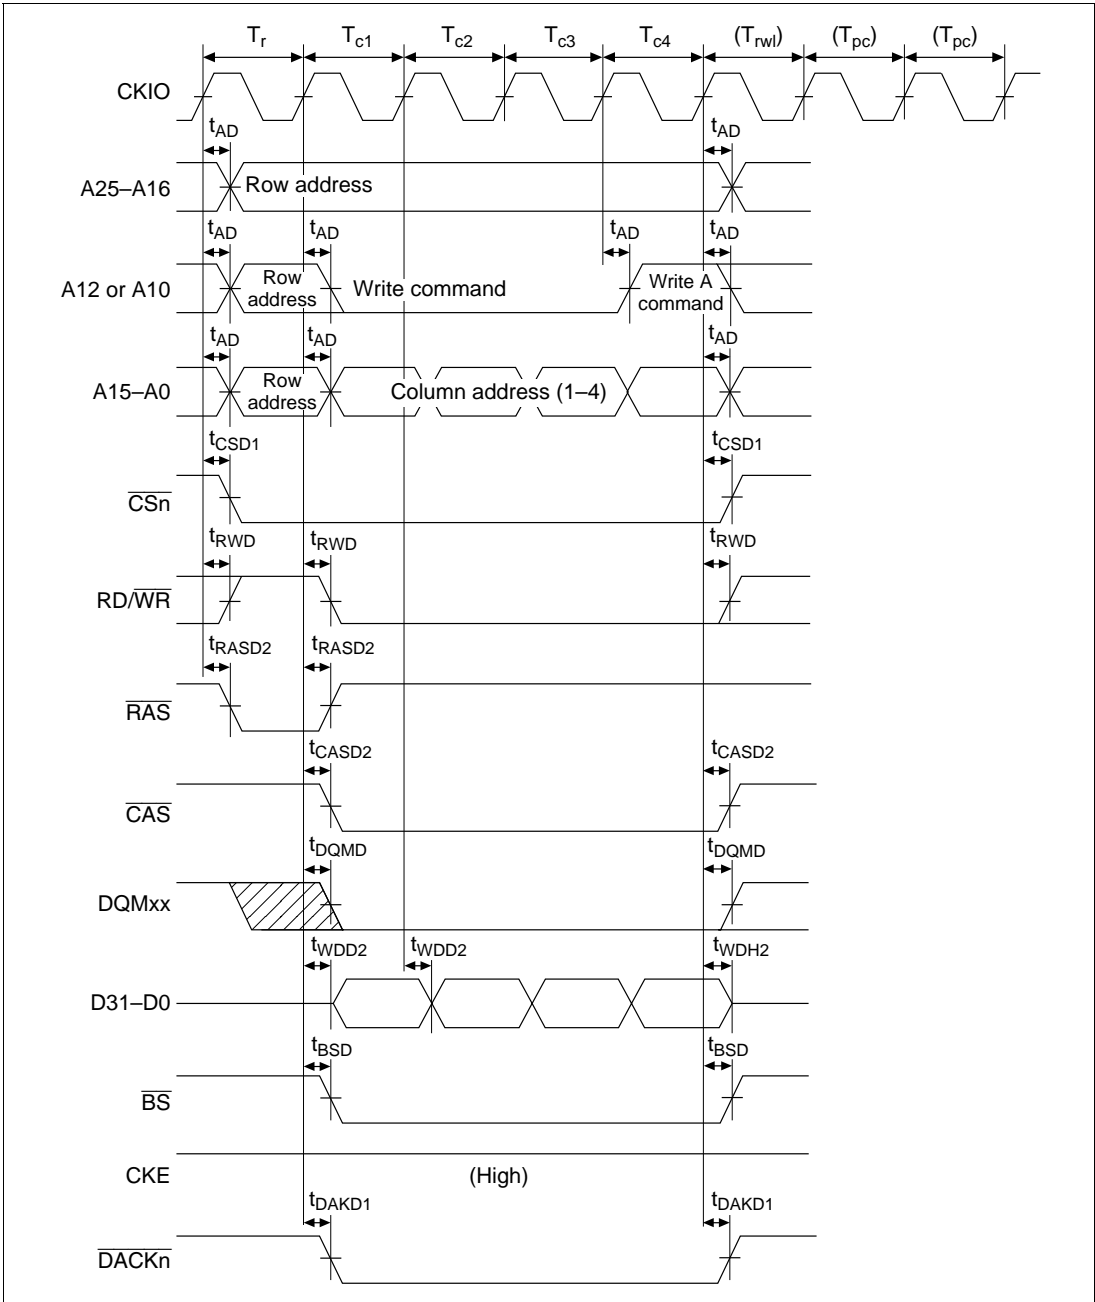 Tr Tc1 Tc2 Tc3 Tc4 (Trwl) (Tpc) (Tpc)
CKIO
tAD tAD
A25–A16 Row address
tAD tAD tAD tAD
A12 or A10 Row address Write command Write A command
tAD tAD tAD
A15–A0 Row address Column address (1–4)
tCSD1 tCSD1
CSn
tRWD tRWD tRWD
RD/WR
tRASD2 tRASD2
RAS
tCASD2 tCASD2
CAS
tDQMD tDQMD
DQMxx
tWDD2 tWDD2 tWDH2
D31–D0
tBSD tBSD
BS
CKE (High)
tDAKD1 tDAKD1
DACKn